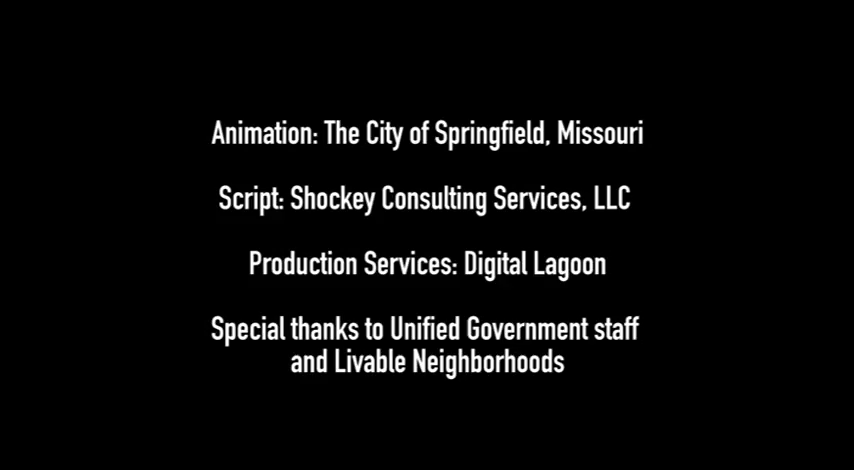 Animation: The City of Springfield, Missouri
Script: Shockey Consulting Services, LLC
Production Services: Digital Lagoon
Special thanks to Unified Government staff
and Livable Neighborhoods